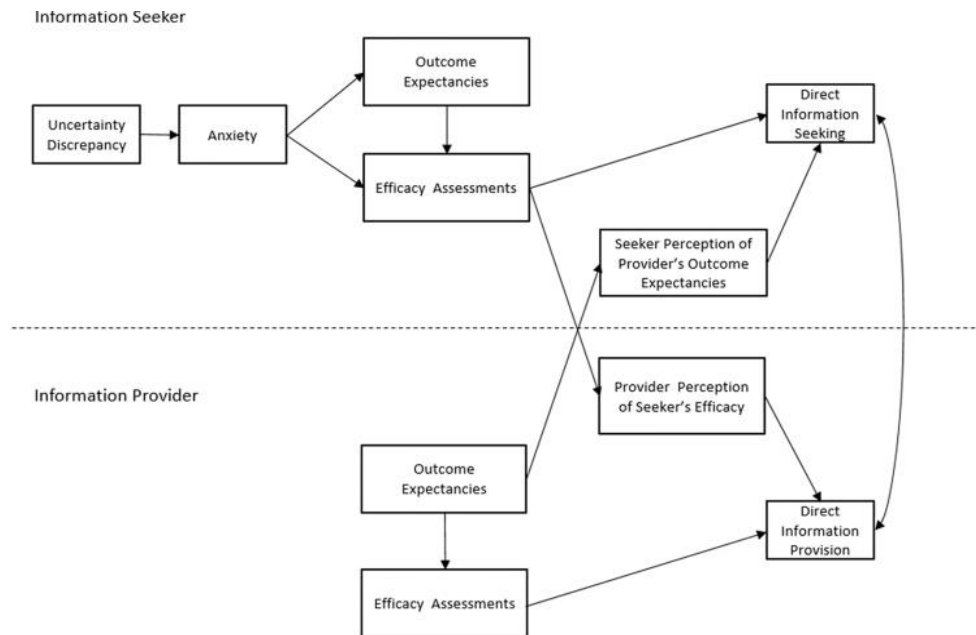 Information Seeker
Outcome
Expectancies
Uncertainty
Discrepancy
Anxiety
Efficacy Assessments
Direct
Information
Seeking
Seeker Perception of
Provider's Outcome
Expectancies
Information Provider
Provider Perception
of Seeker's Efficacy
Outcome
Expectancies
Direct
Information
Provision
Efficacy Assessments